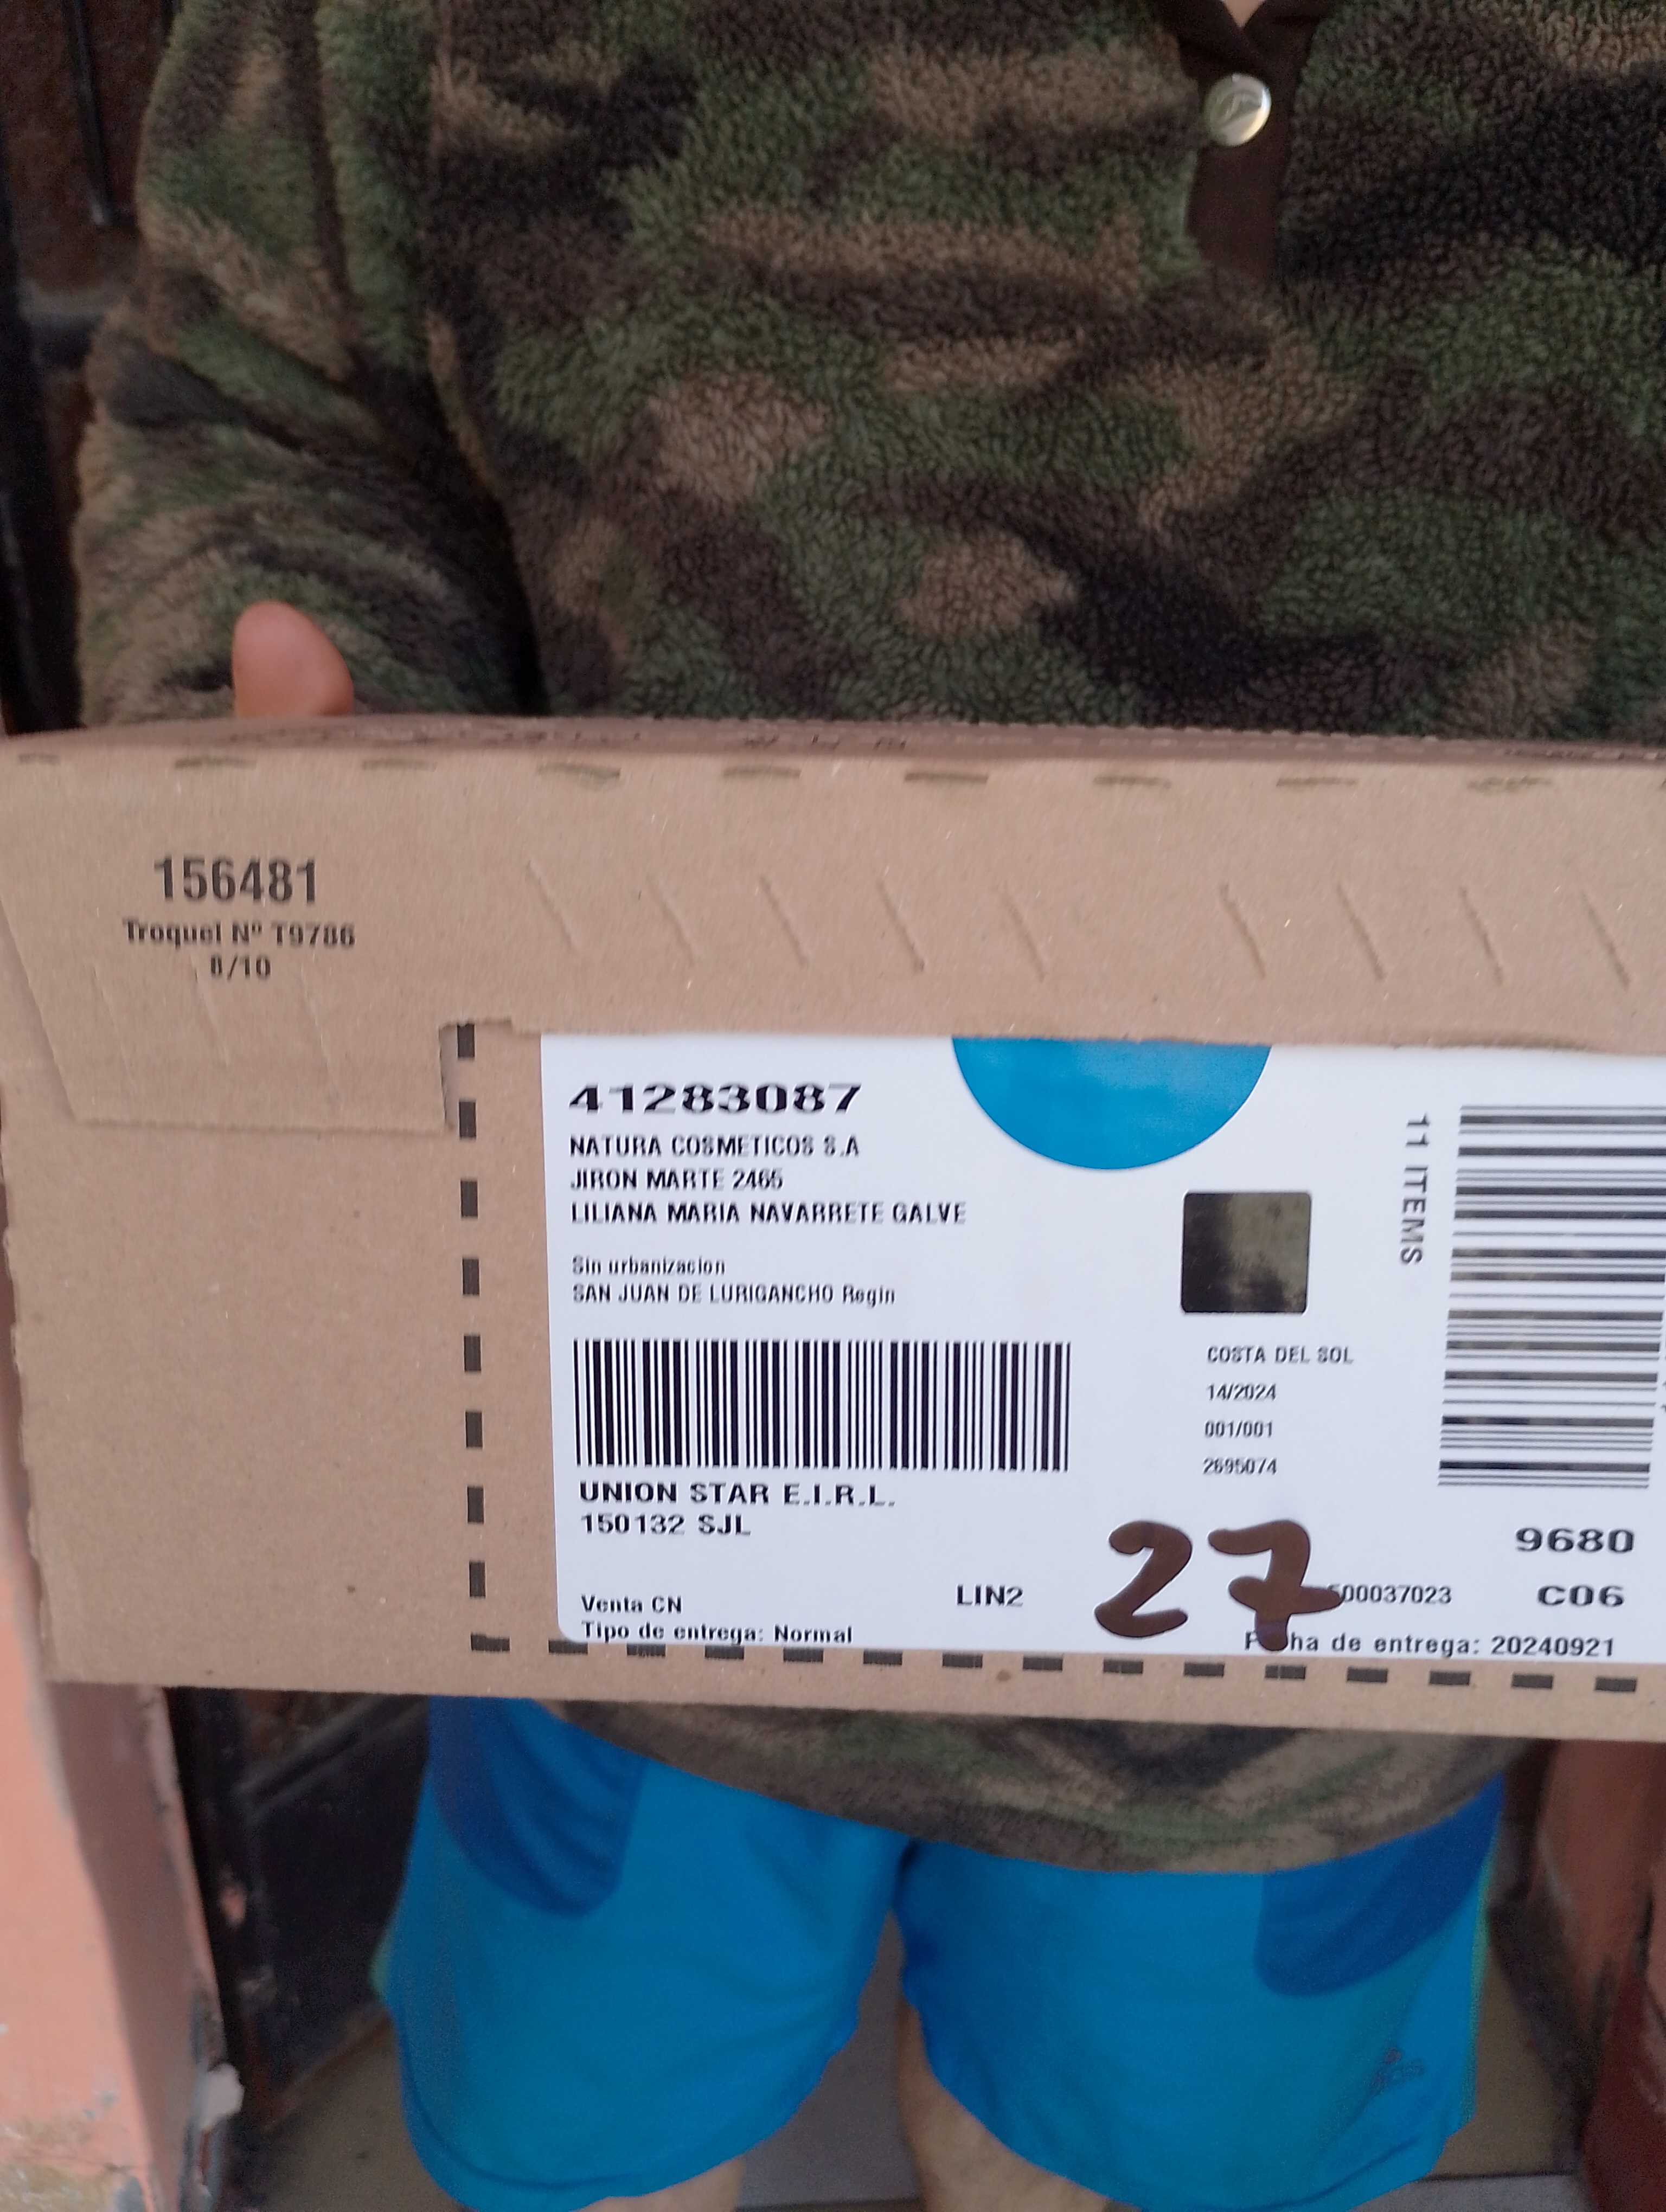 156481
Troquel Nº T9786
8/10
41283087
NATURA COSMETICOS S.A
JIRON MARTE 2465
LILIANA MARIA NAVARRETE GALVE
Sin urbanizacion
SAN JUAN DE LURIGANCHO Regin
11 ITEMS
COSTA DEL SOL
14/2024
001/001
2695074
UNION STAR E.I.R.L.
150132 SJL
27
9680
Venta CN
LIN2
00037023
C06
Tipo de entrega: Normal
de entrega: 20240921